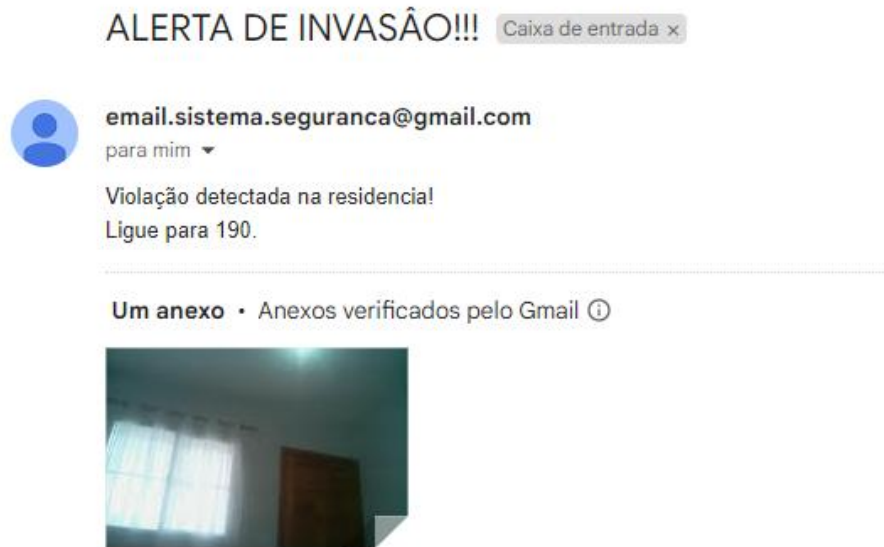 ALERTA DE INVASÂO!!! Caixa de entrada ×
email.sistema.seguranca@gmail.com
para mim
Violação detectada na residencia!
Ligue para 190.
Um anexo • Anexos verificados pelo Gmail